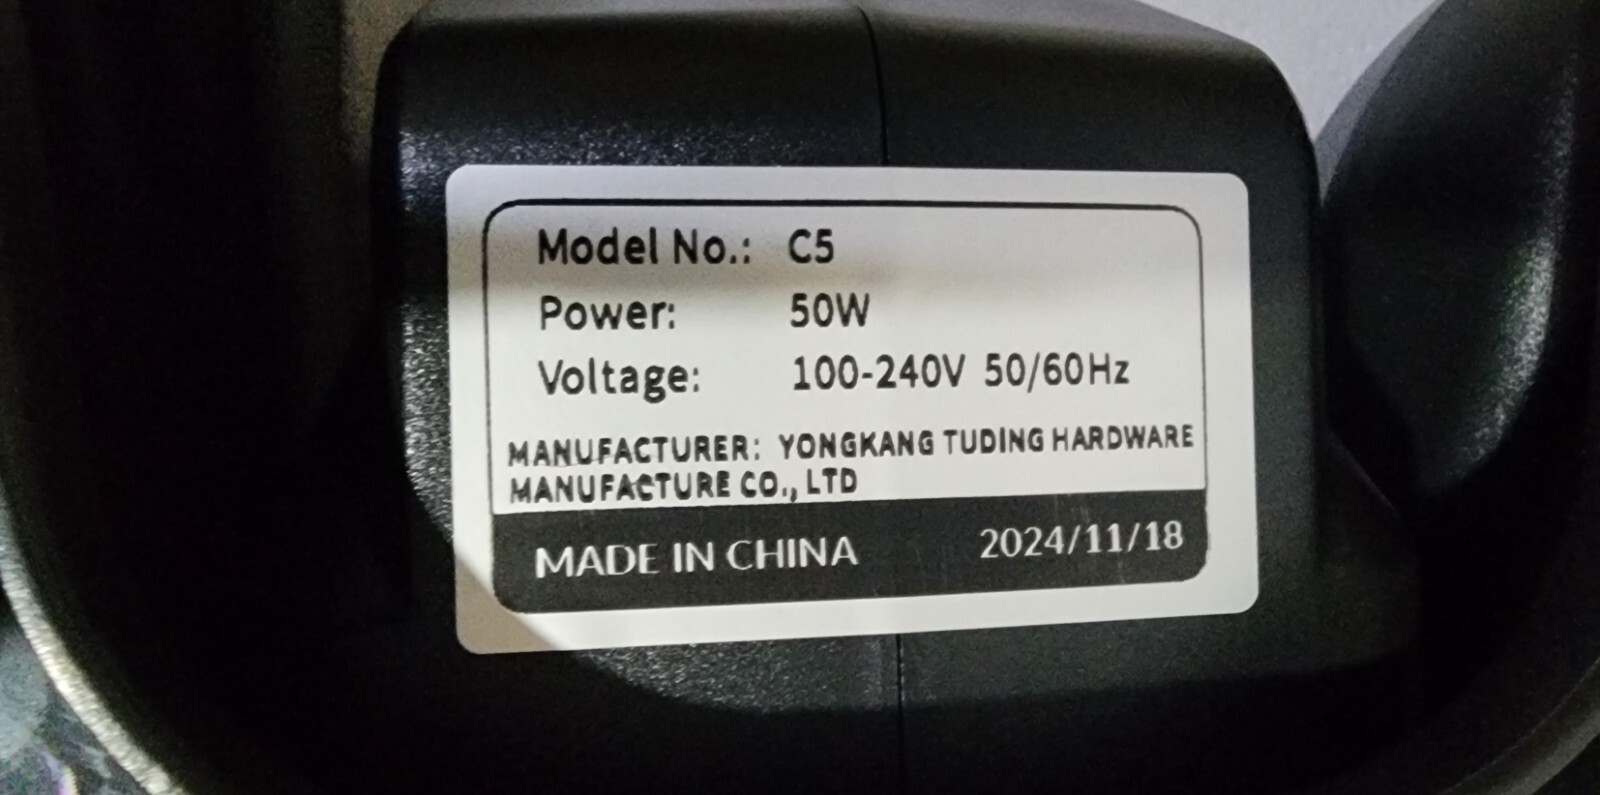 Model No.: C5
Power: 50W
Voltage: 100-240V 50/60Hz
MANUFACTURER: YONGKANG TUDING HARDWARE
MANUFACTURE CO., LTD
MADE IN CHINA 2024/11/18